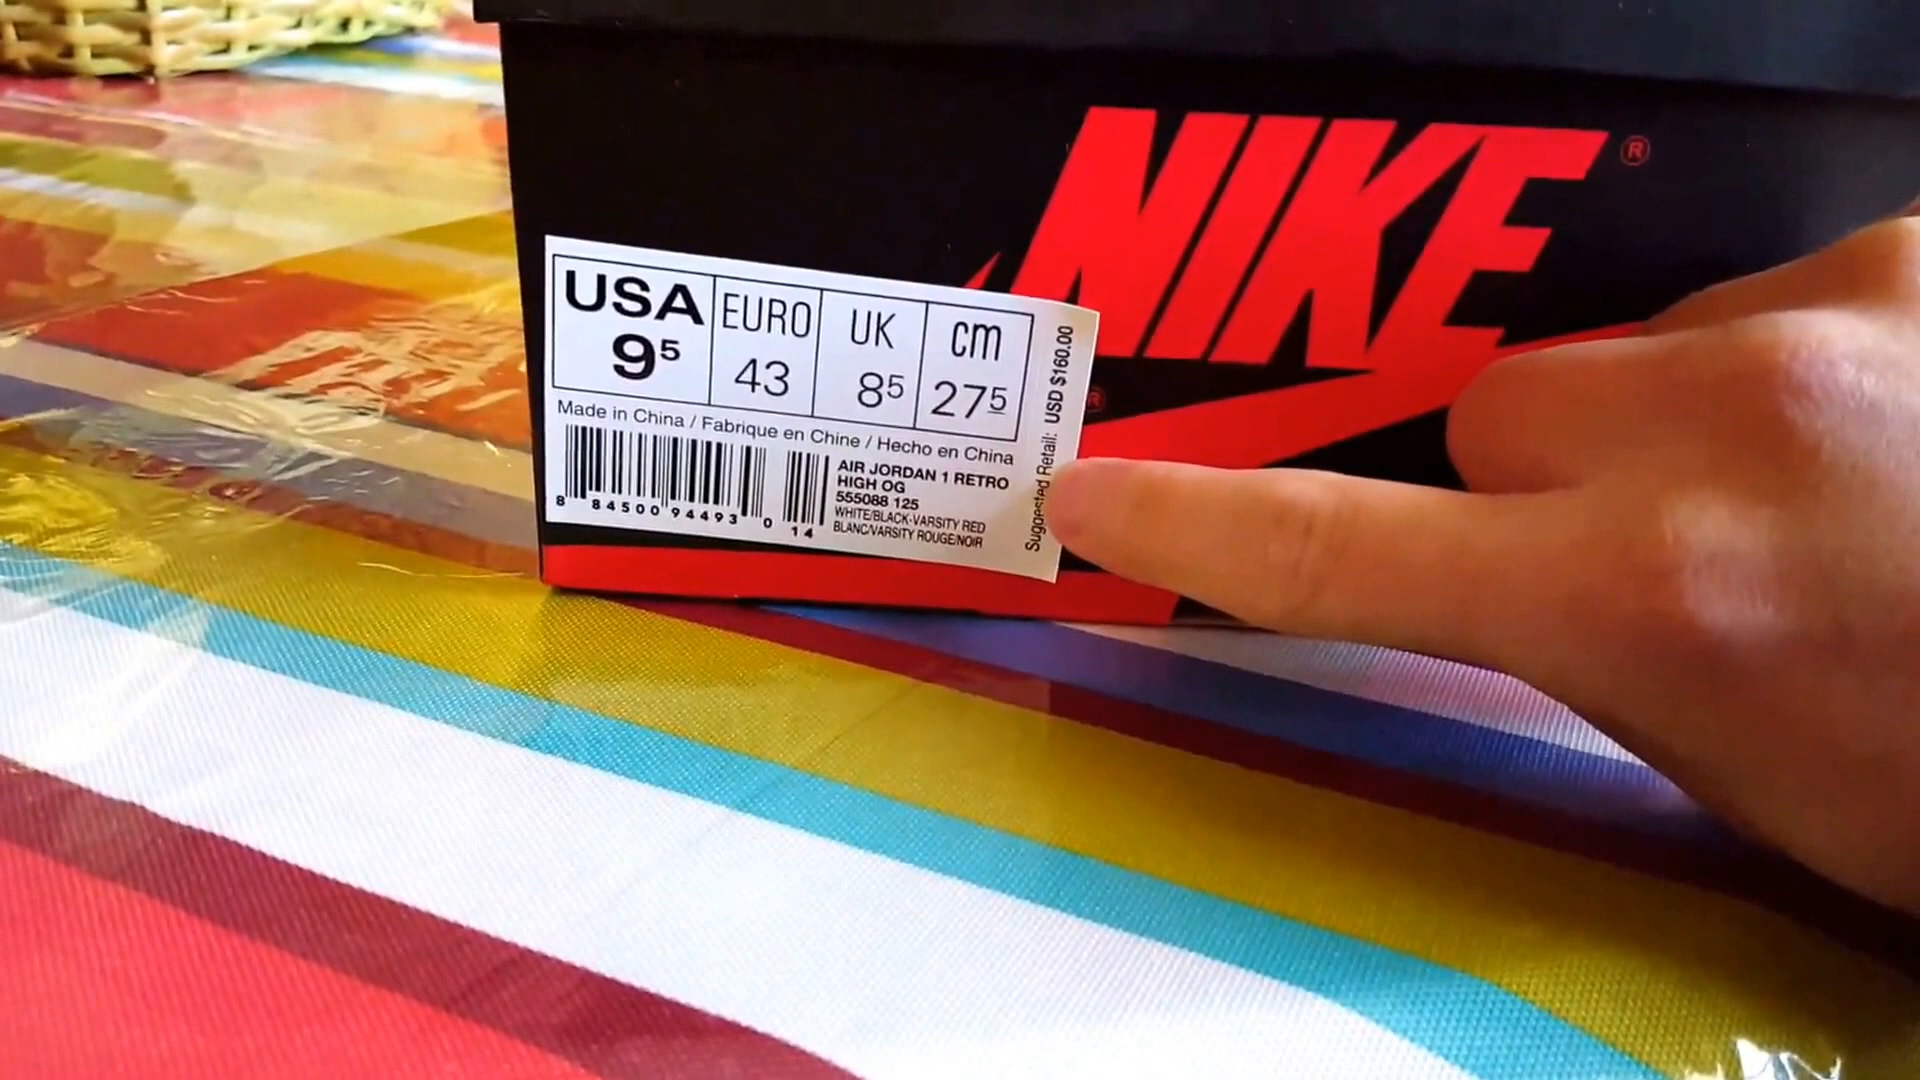 NIKE ®
USA EURO UK cm
9⁵ 43 8⁵ 27⁵
Made in China / Fabrique en Chine / Hecho en China
AIR JORDAN 1 RETRO
HIGH OG
555088 125
WHITE/BLACK-VARSITY RED
BLANC/VARSITY ROUGE/NOIR
8 84500 94493 0 14
Suggested Retail: USD $160.00
®